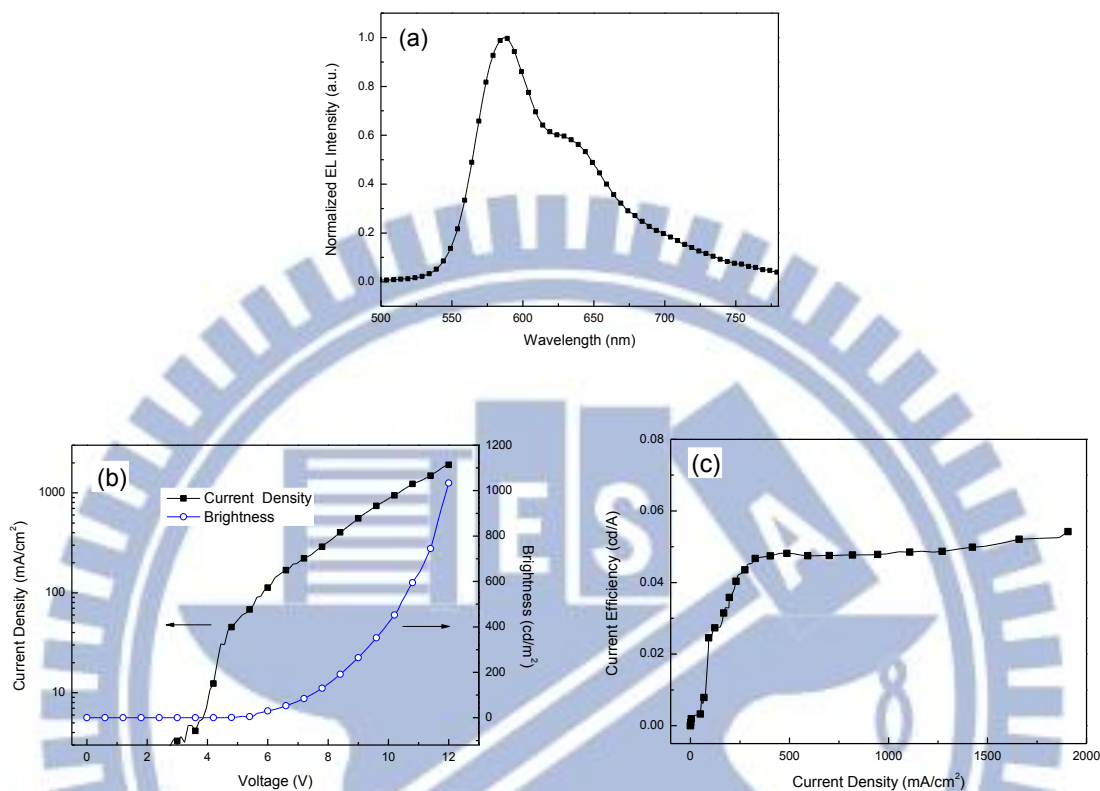 (a)
Normalized EL Intensity (a.u.)
1.0
0.8
0.6
0.4
0.2
0.0
500 550 600 650 700 750
Wavelength (nm)
(b)
Current Density
Brightness
Current Density (mA/cm²)
1000
100
10
0 2 4 6 8 10 12
Voltage (V)
1200
1000
800
600
400
200
0
Brightness (cd/m²)
(c)
Current Efficiency (cd/A)
0.08
0.06
0.04
0.02
0.00
0 500 1000 1500 2000
Current Density (mA/cm²)
E S A
8